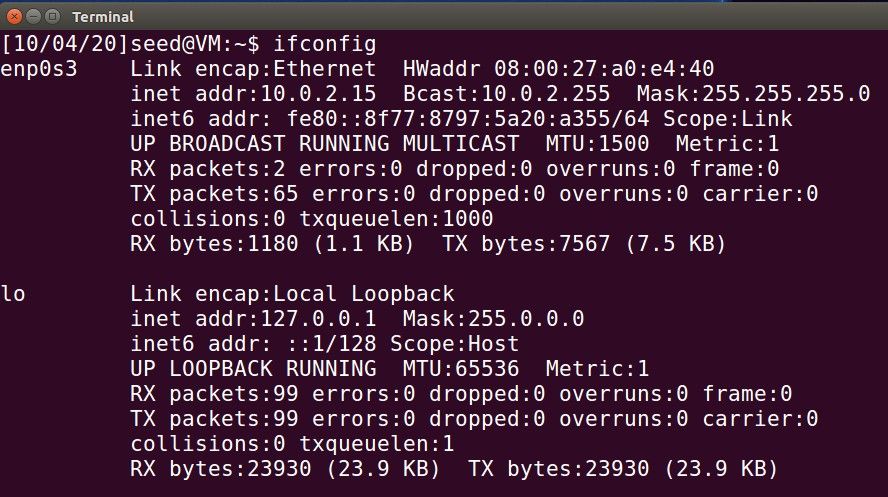 Terminal
[10/04/20]seed@VM:~$ ifconfig
enp0s3    Link encap:Ethernet  HWaddr 08:00:27:a0:e4:40
          inet addr:10.0.2.15  Bcast:10.0.2.255  Mask:255.255.255.0
          inet6 addr: fe80::8f77:8797:5a20:a355/64 Scope:Link
          UP BROADCAST RUNNING MULTICAST  MTU:1500  Metric:1
          RX packets:2 errors:0 dropped:0 overruns:0 frame:0
          TX packets:65 errors:0 dropped:0 overruns:0 carrier:0
          collisions:0 txqueuelen:1000
          RX bytes:1180 (1.1 KB)  TX bytes:7567 (7.5 KB)

lo        Link encap:Local Loopback
          inet addr:127.0.0.1  Mask:255.0.0.0
          inet6 addr: ::1/128 Scope:Host
          UP LOOPBACK RUNNING  MTU:65536  Metric:1
          RX packets:99 errors:0 dropped:0 overruns:0 frame:0
          TX packets:99 errors:0 dropped:0 overruns:0 carrier:0
          collisions:0 txqueuelen:1
          RX bytes:23930 (23.9 KB)  TX bytes:23930 (23.9 KB)